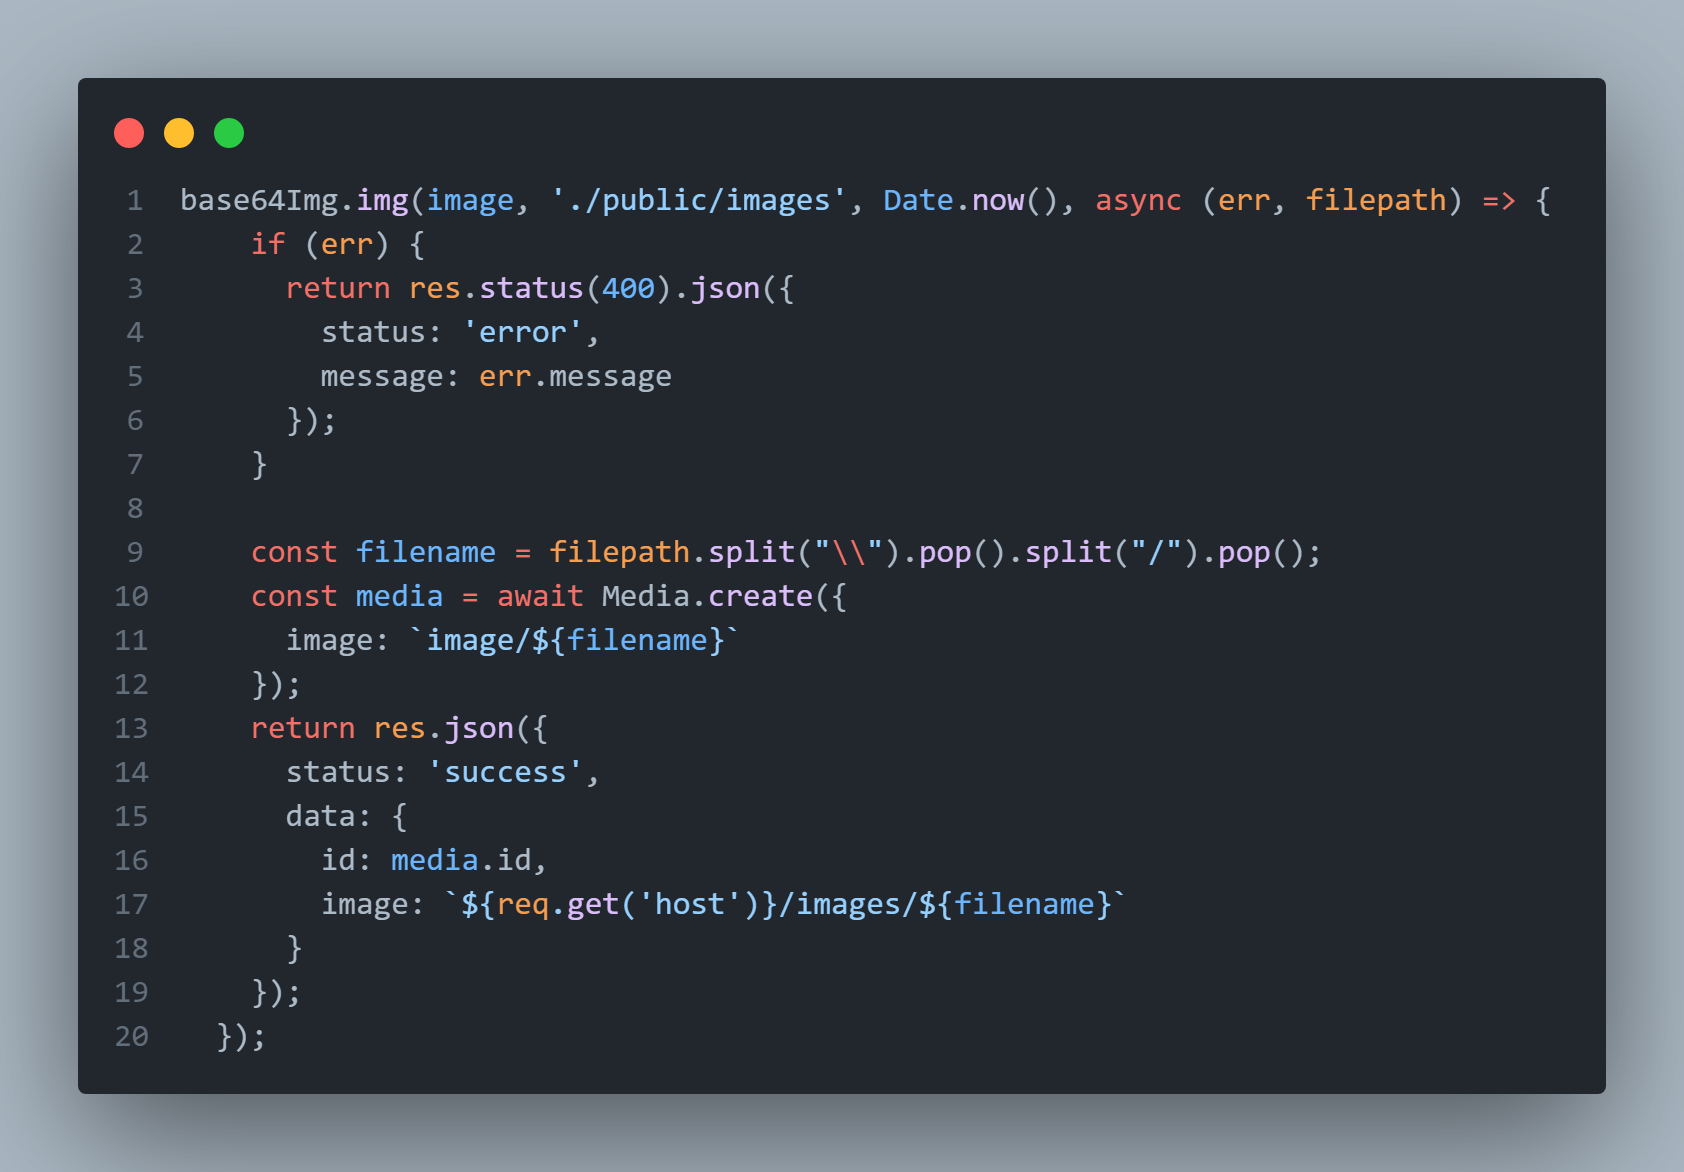 1 base64Img.img(image, './public/images', Date.now(), async (err, filepath) => {
2     if (err) {
3       return res.status(400).json({
4         status: 'error',
5         message: err.message
6       });
7     }
8
9     const filename = filepath.split("\\").pop().split("/").pop();
10     const media = await Media.create({
11       image: `image/${filename}`
12     });
13     return res.json({
14       status: 'success',
15       data: {
16         id: media.id,
17         image: `${req.get('host')}/images/${filename}`
18       }
19     });
20   });